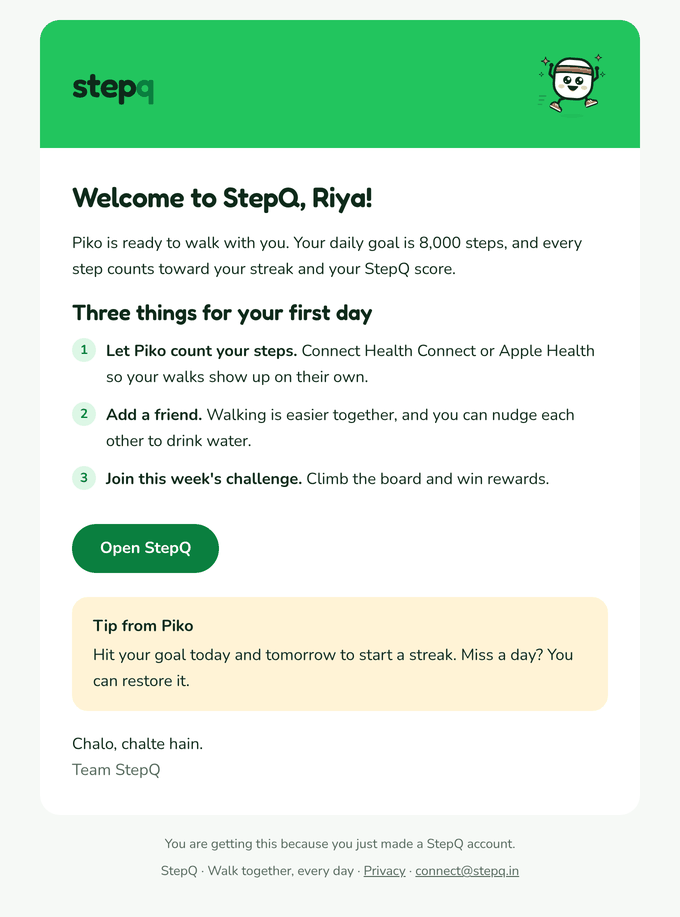 stepq
Welcome to StepQ, Riya!
Piko is ready to walk with you. Your daily goal is 8,000 steps, and every
step counts toward your streak and your StepQ score.
Three things for your first day
1 Let Piko count your steps. Connect Health Connect or Apple Health
so your walks show up on their own.
2 Add a friend. Walking is easier together, and you can nudge each
other to drink water.
3 Join this week's challenge. Climb the board and win rewards.
Open StepQ
Tip from Piko
Hit your goal today and tomorrow to start a streak. Miss a day? You
can restore it.
Chalo, chalte hain.
Team StepQ
You are getting this because you just made a StepQ account.
StepQ · Walk together, every day · Privacy · connect@stepq.in